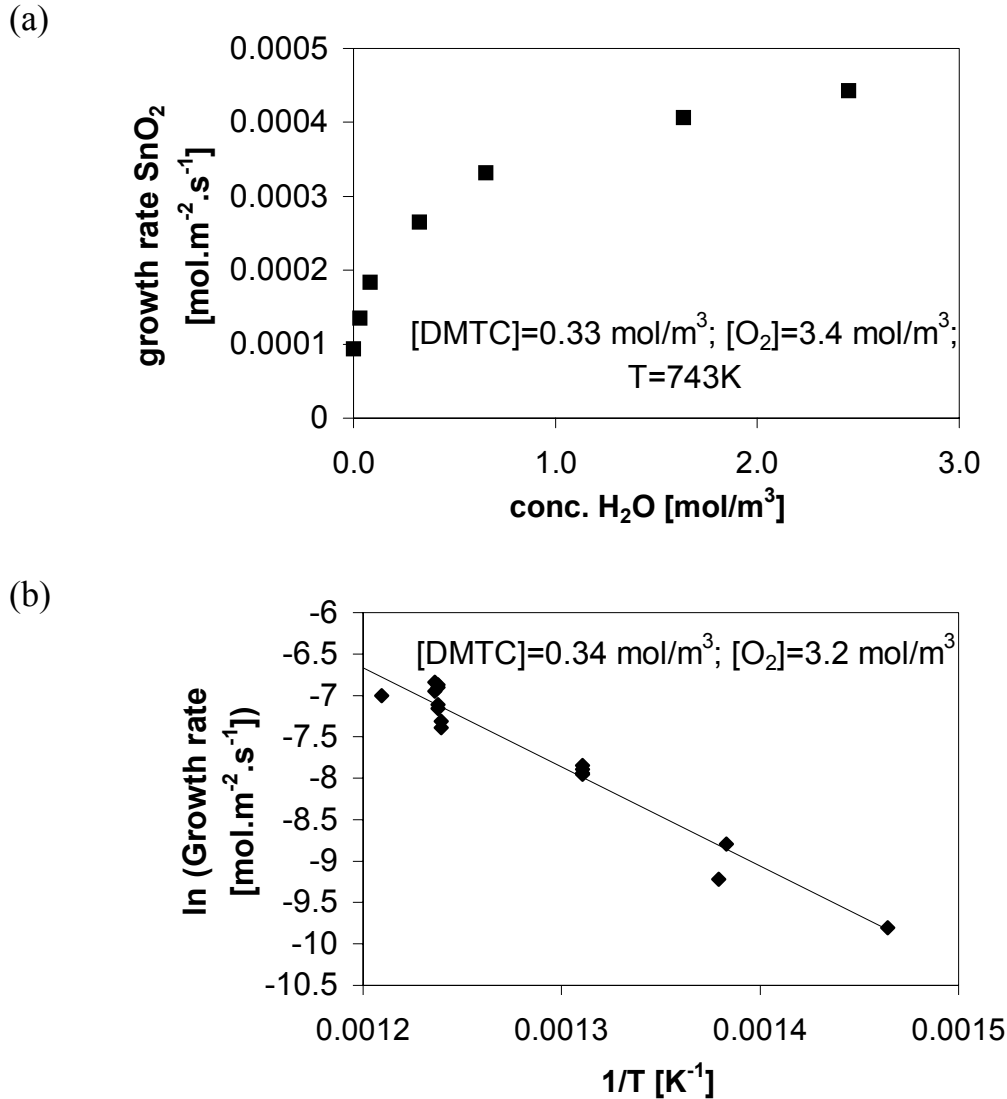 (a)
0.0005
0.0004
0.0003
0.0002
0.0001
0
growth rate SnO₂
[mol.m⁻².s⁻¹]
[DMTC]=0.33 mol/m³; [O₂]=3.4 mol/m³;
T=743K
0.0 1.0 2.0 3.0
conc. H₂O [mol/m³]
(b)
-6
-6.5
-7
-7.5
-8
-8.5
-9
-9.5
-10
-10.5
ln (Growth rate
[mol.m⁻².s⁻¹])
[DMTC]=0.34 mol/m³; [O₂]=3.2 mol/m³
0.0012 0.0013 0.0014 0.0015
1/T [K⁻¹]